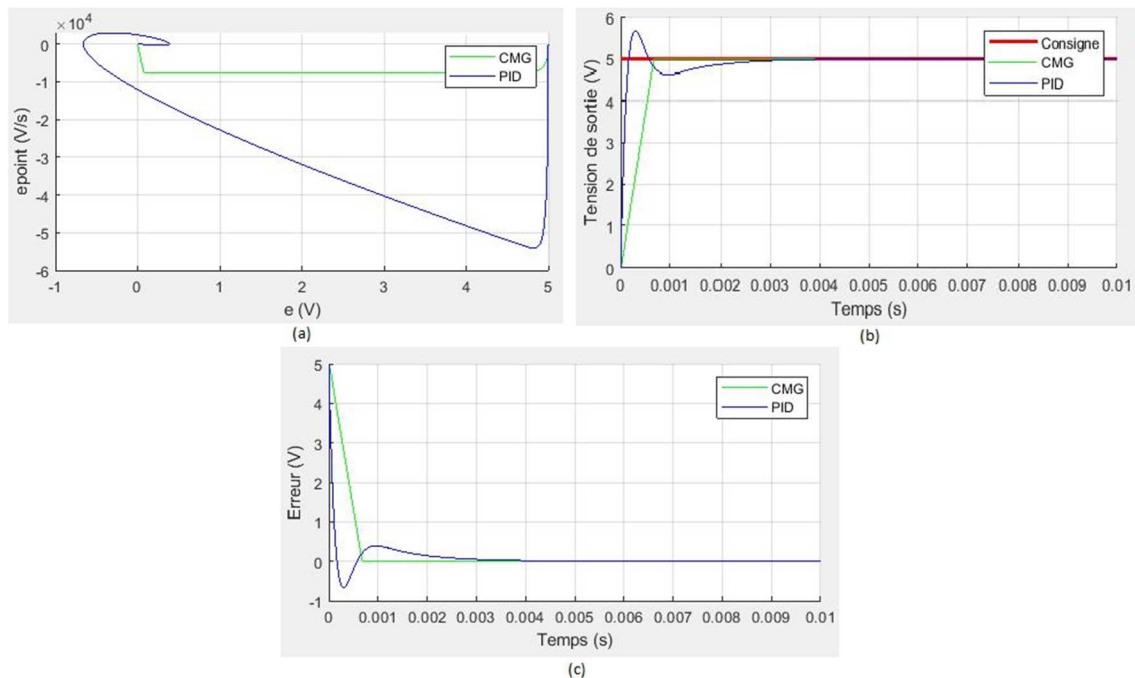 ×10⁴
0
-1
-2
-3
-4
-5
-6
epoint (V/s)
-1 0 1 2 3 4 5
e (V)
CMG
PID
(a)
6
5
4
3
2
1
0
Tension de sortie (V)
0 0.001 0.002 0.003 0.004 0.005 0.006 0.007 0.008 0.009 0.01
Temps (s)
Consigne
CMG
PID
(b)
5
4
3
2
1
0
-1
Erreur (V)
0 0.001 0.002 0.003 0.004 0.005 0.006 0.007 0.008 0.009 0.01
Temps (s)
CMG
PID
(c)